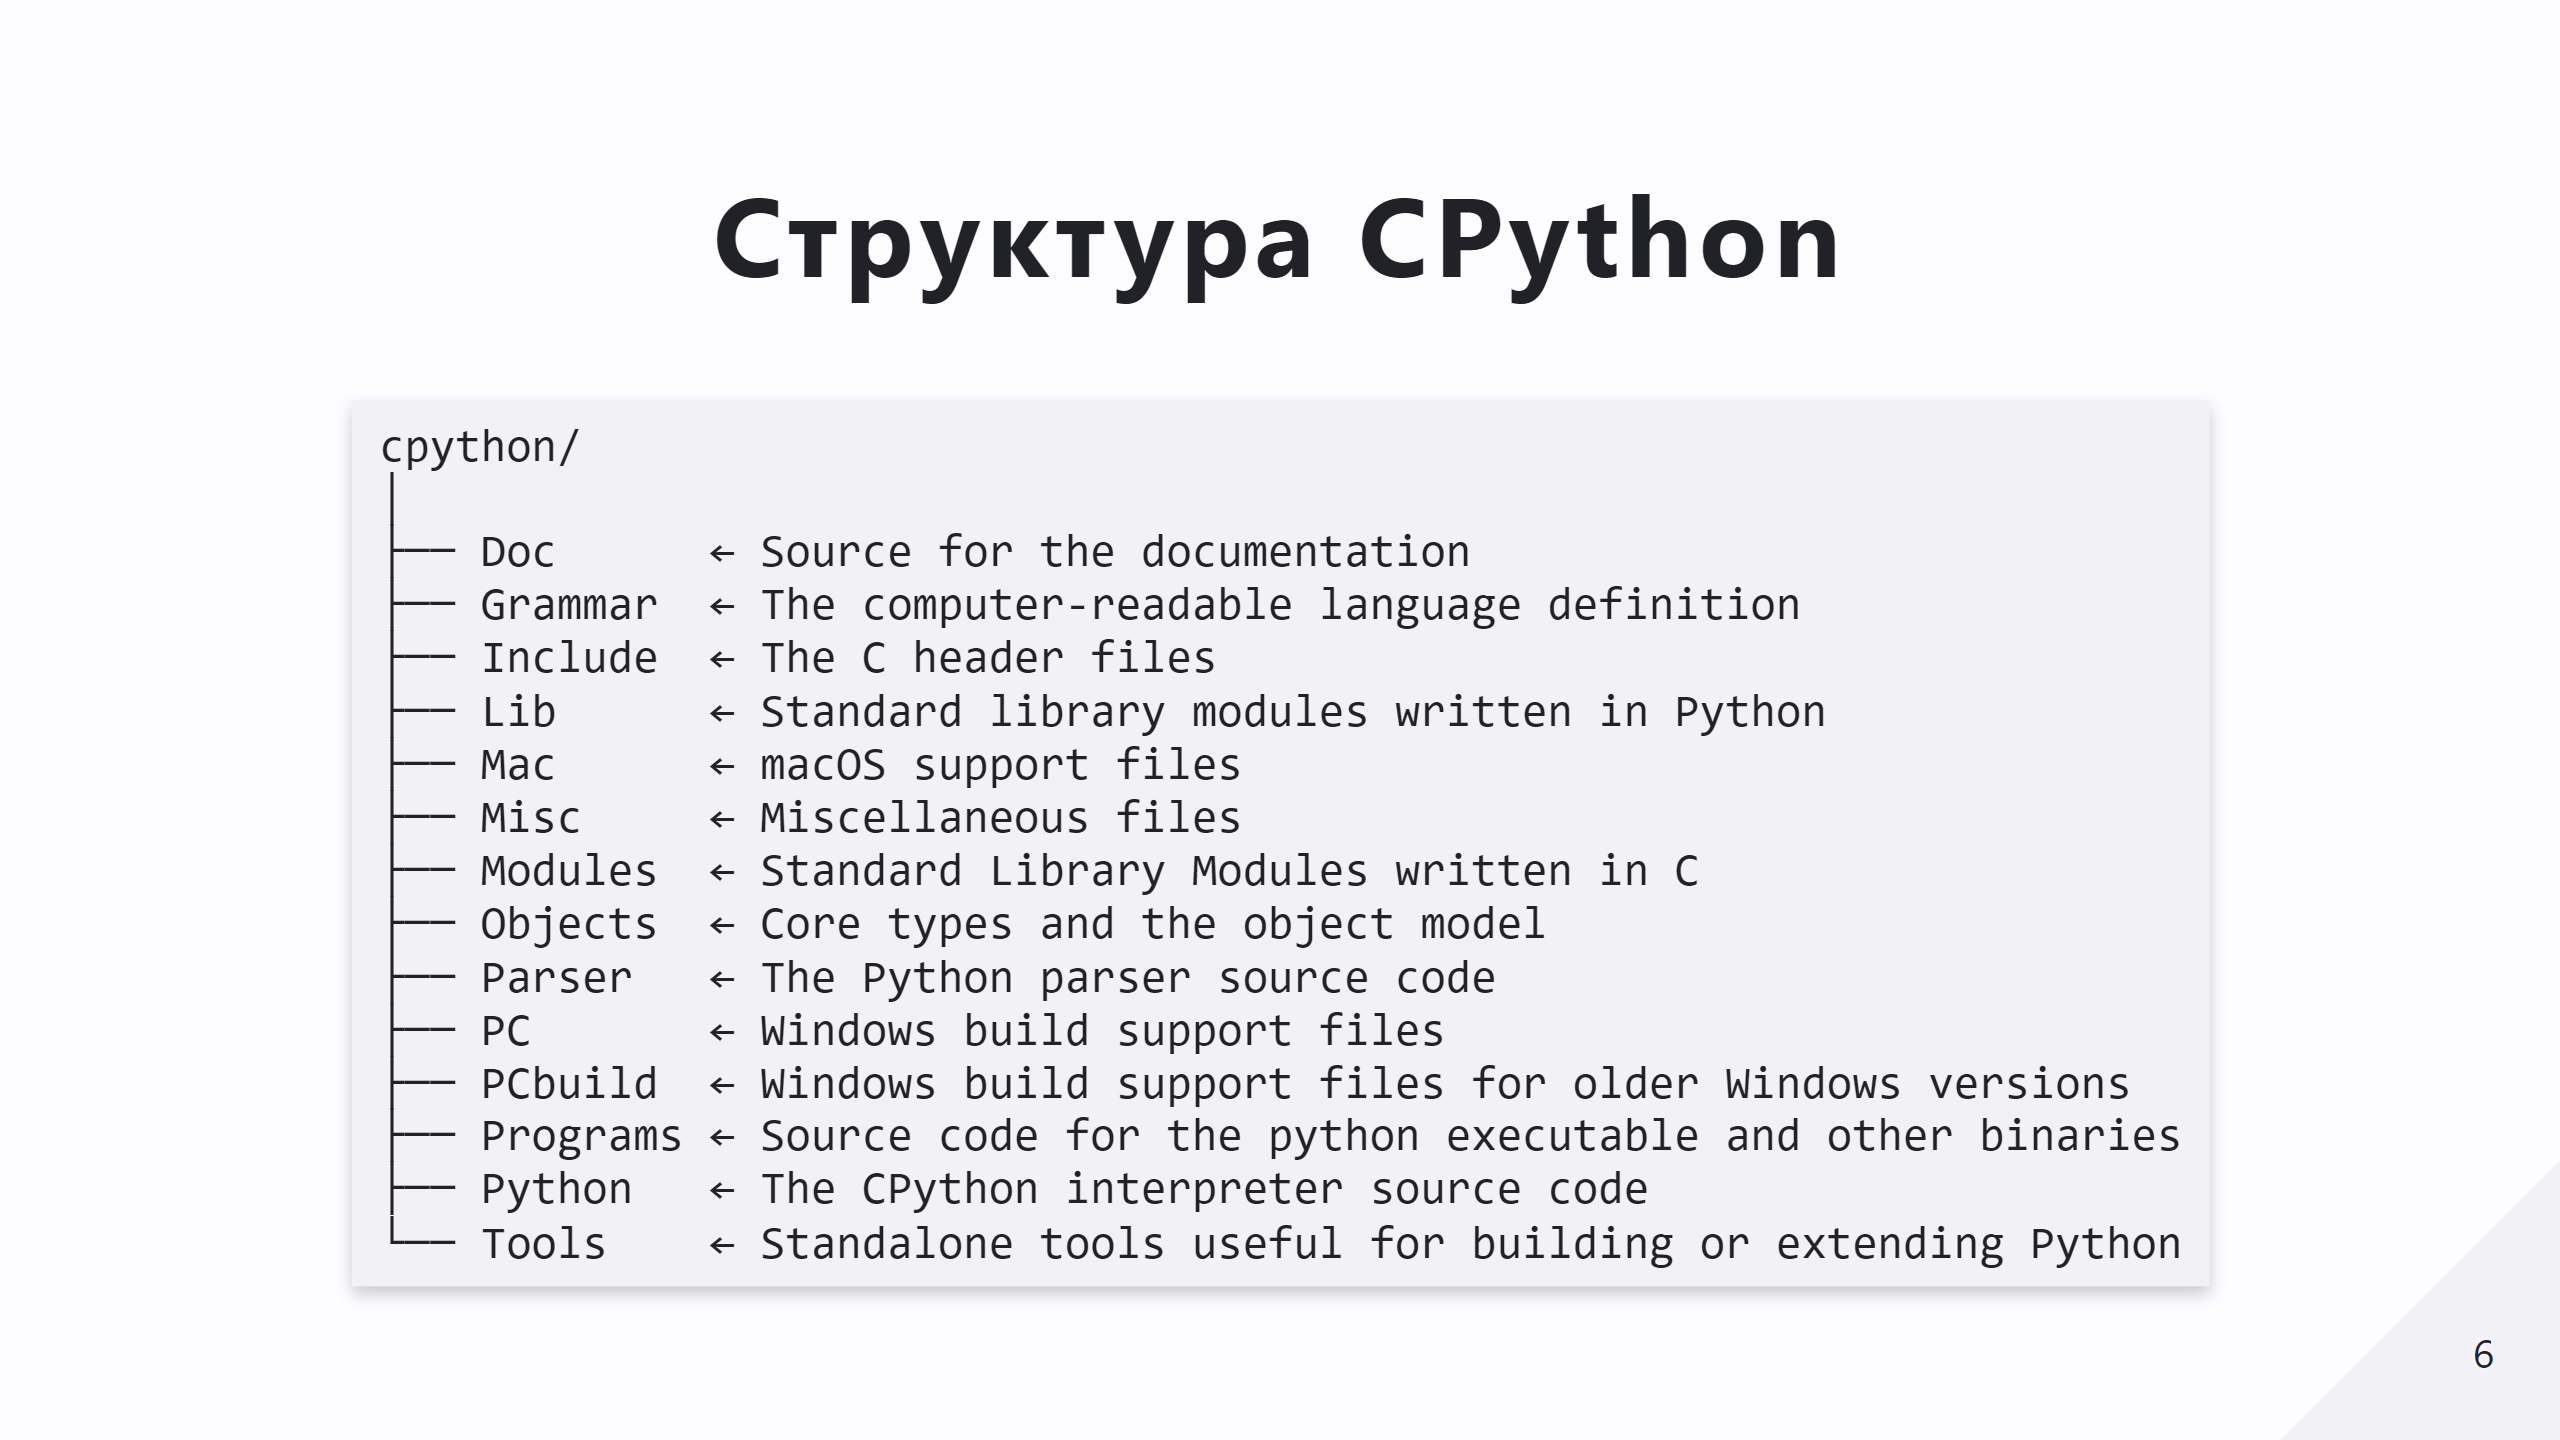 Структура CPython
cpython/
│
├── Doc      ← Source for the documentation
├── Grammar  ← The computer-readable language definition
├── Include  ← The C header files
├── Lib      ← Standard library modules written in Python
├── Mac      ← macOS support files
├── Misc     ← Miscellaneous files
├── Modules  ← Standard Library Modules written in C
├── Objects  ← Core types and the object model
├── Parser   ← The Python parser source code
├── PC       ← Windows build support files
├── PCbuild  ← Windows build support files for older Windows versions
├── Programs ← Source code for the python executable and other binaries
├── Python   ← The CPython interpreter source code
└── Tools    ← Standalone tools useful for building or extending Python
6